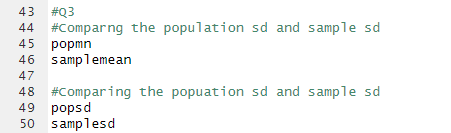 43 #Q3
44 #Comparng the population sd and sample sd
45 popmn
46 samplemean
47
48 #Comparing the popuation sd and sample sd
49 popsd
50 samplesd